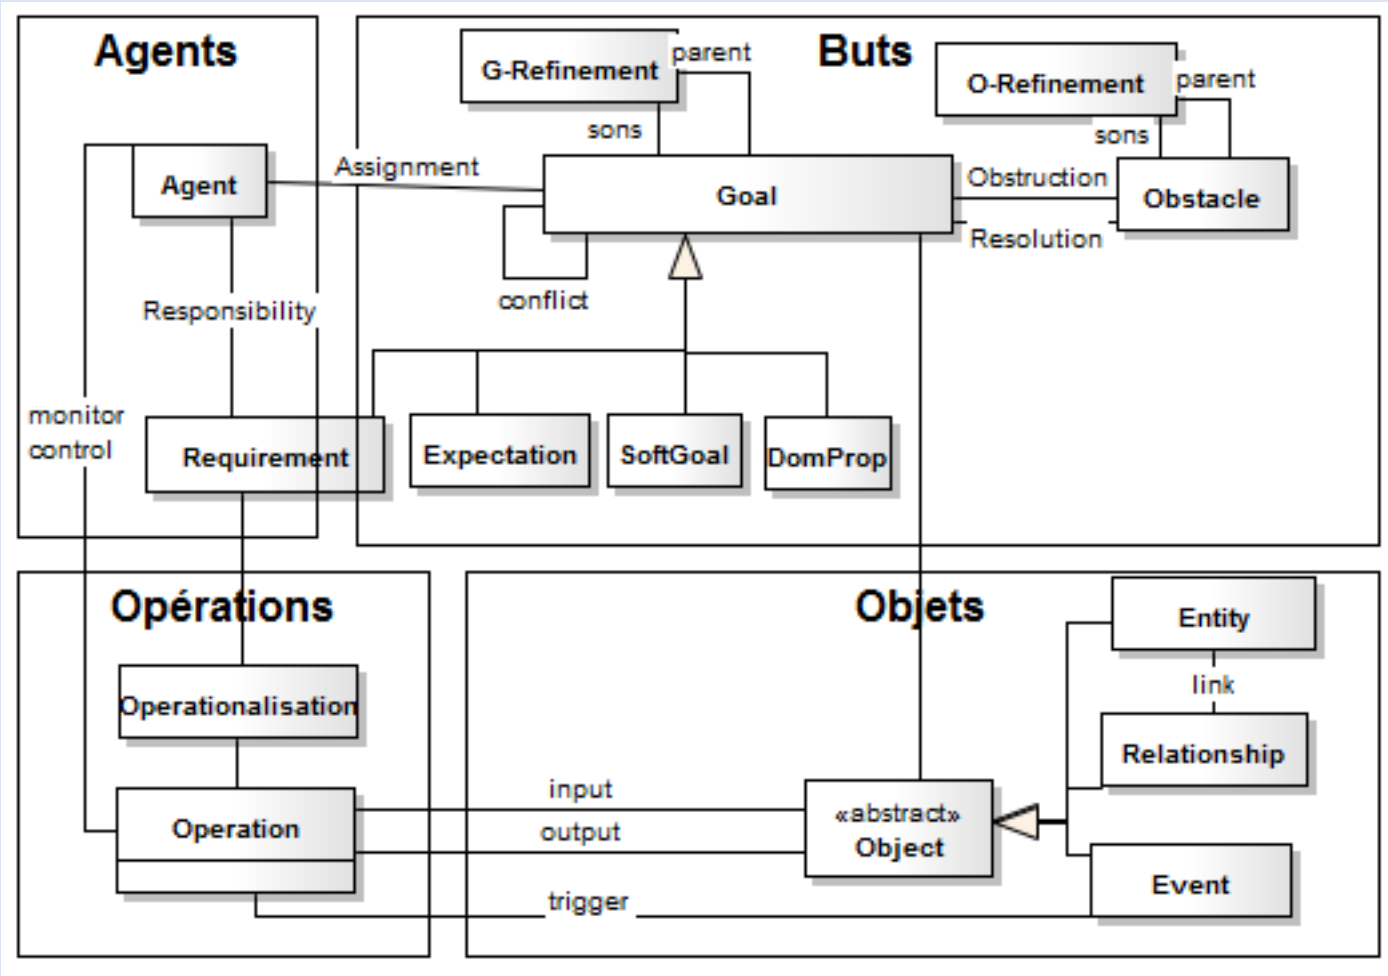 Agents
Buts
G-Refinement
parent
O-Refinement
parent
sons
sons
Assignment
Agent
Goal
Obstruction
Obstacle
Resolution
conflict
Responsibility
monitor
control
Requirement
Expectation
SoftGoal
DomProp
Opérations
Objets
Entity
link
Operationalisation
Relationship
input
Operation
output
«abstract»
Object
Event
trigger